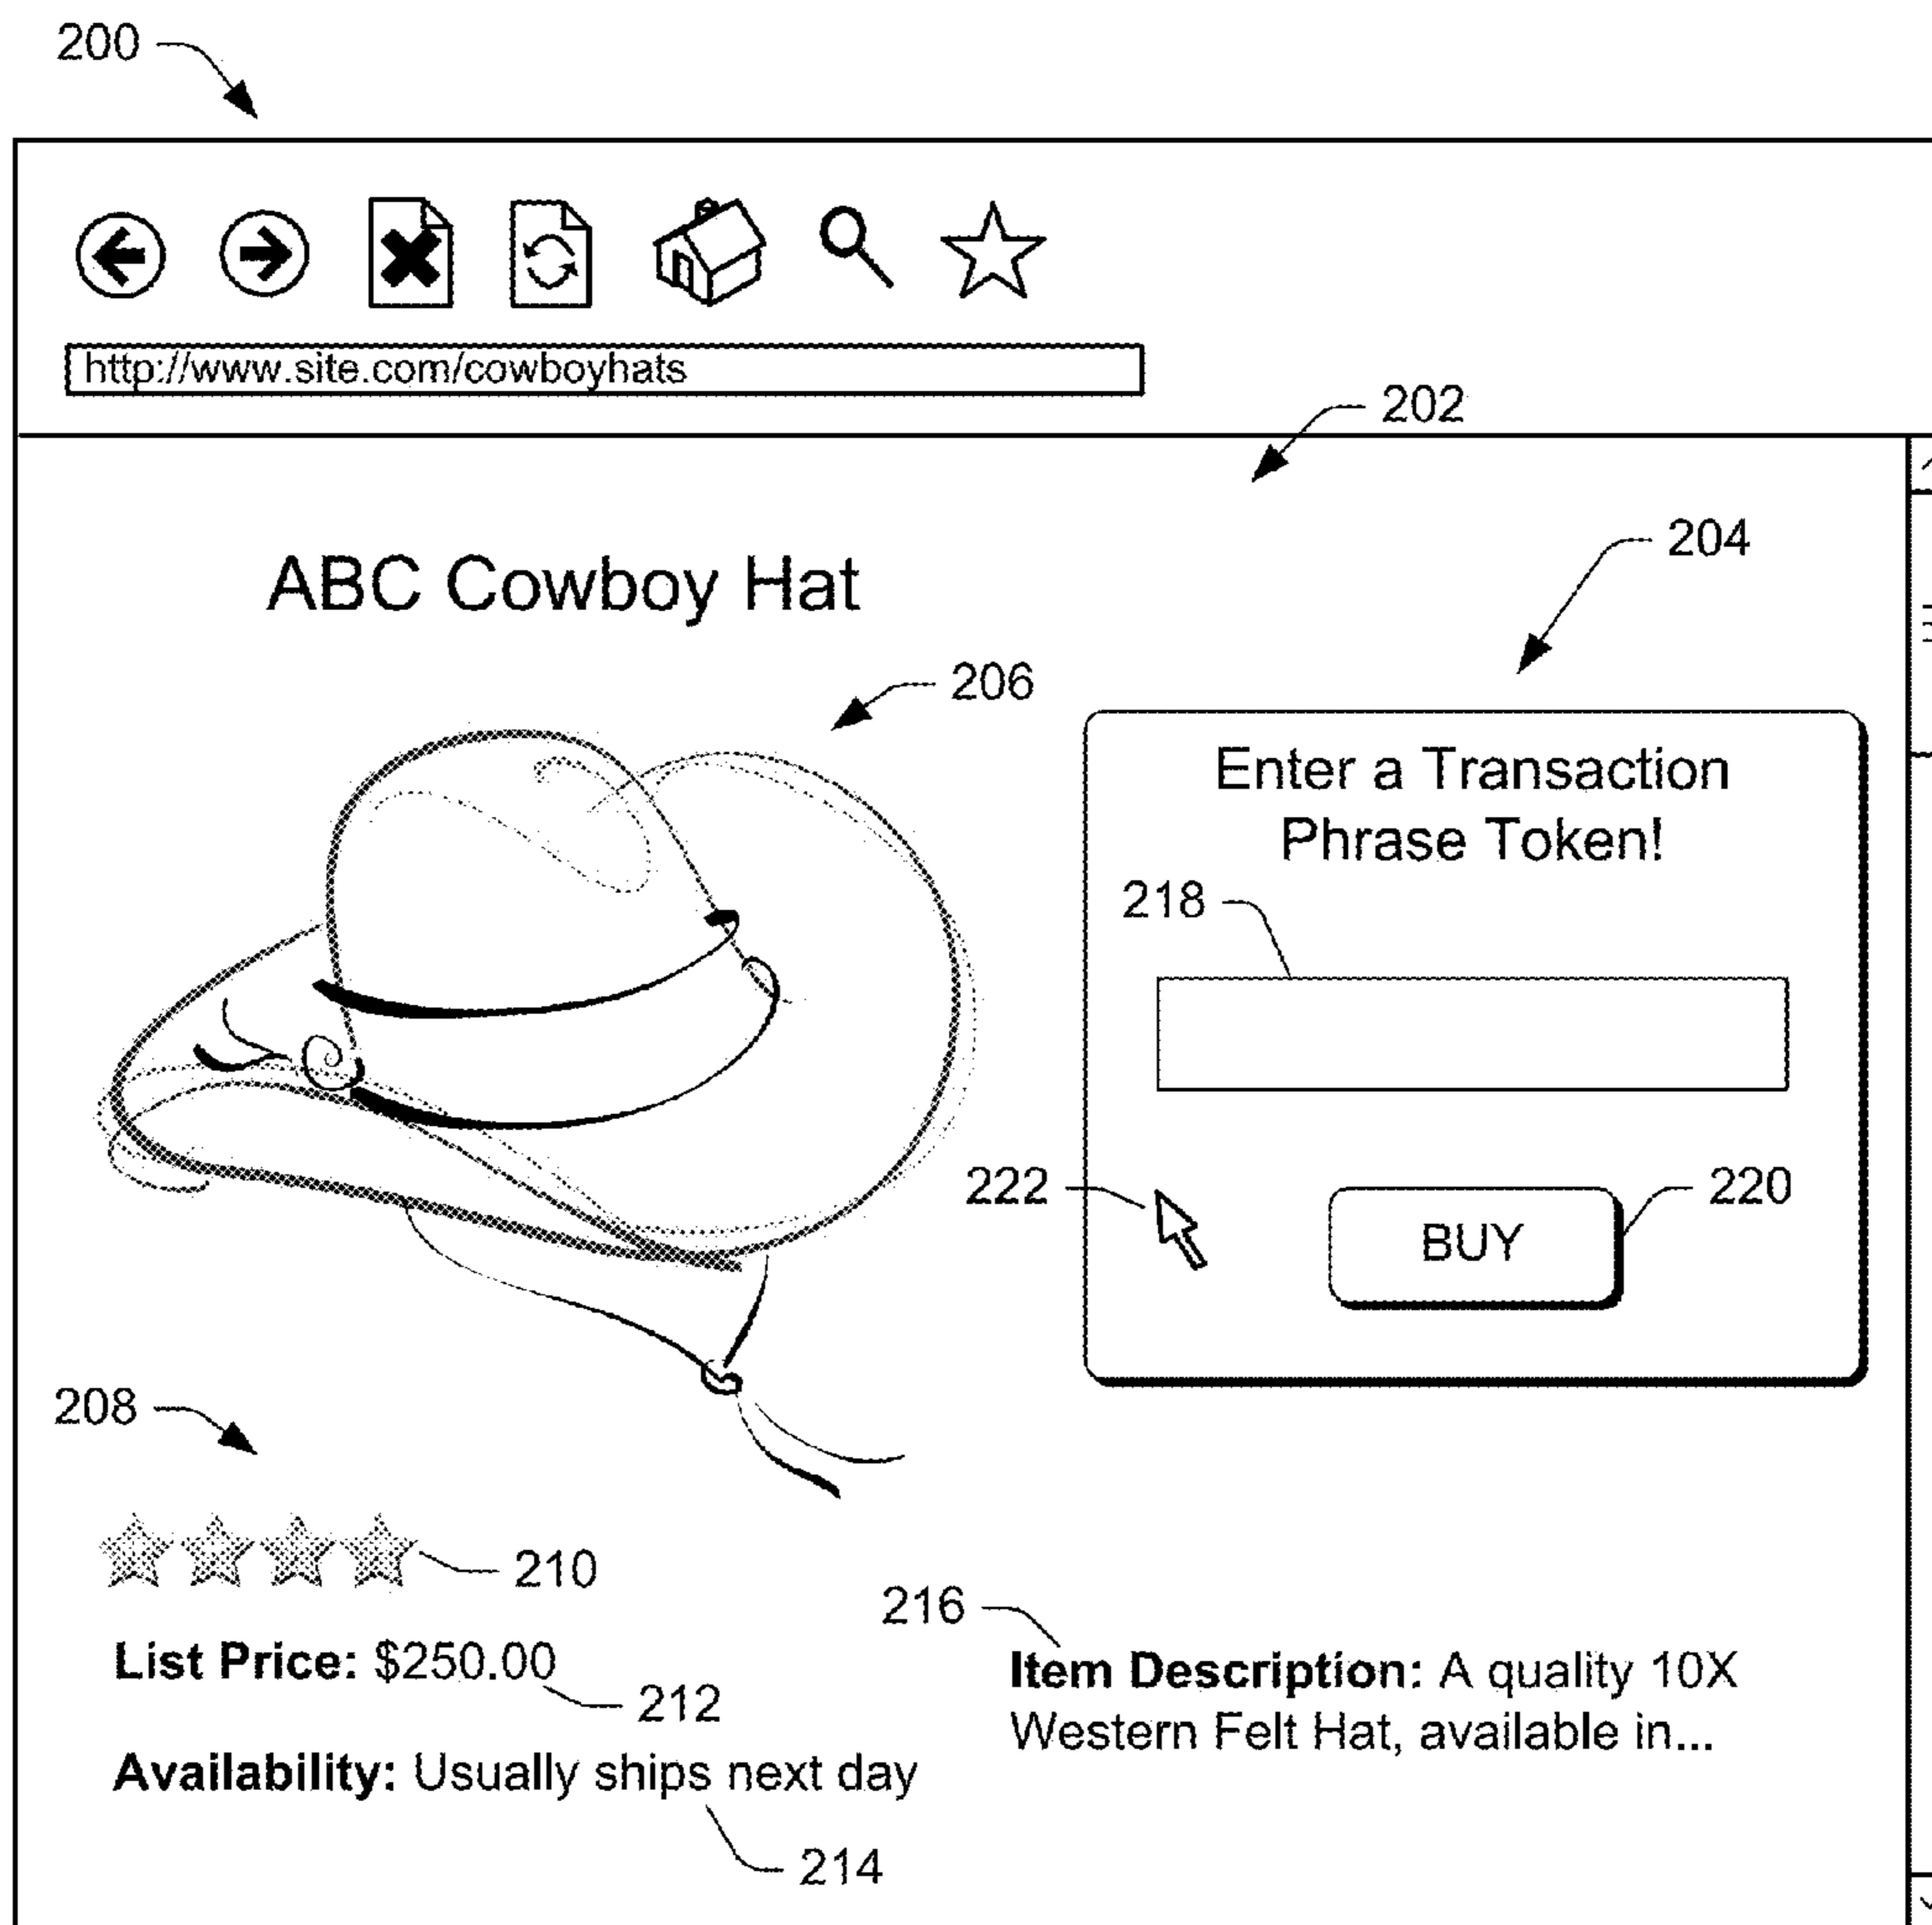 200
http://www.site.com/cowboyhats
202
204
ABC Cowboy Hat
206
Enter a Transaction
Phrase Token!
218
222
220
BUY
208
210
216
List Price: $250.00
212
Item Description: A quality 10X
Western Felt Hat, available in...
Availability: Usually ships next day
214